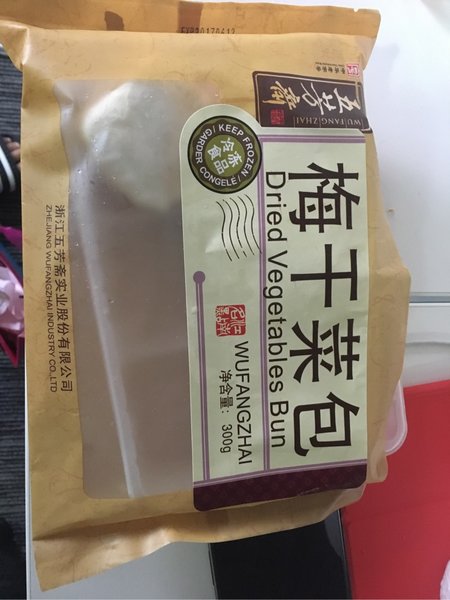 五芳斋
WU FANG ZHAI
KEEP FROZEN
冷冻
食品
GARDER CONGELÉ
梅干菜包
Dried Vegetables Bun
WUFANGZHAI
净含量: 300g
浙江五芳斋实业股份有限公司
ZHEJIANG WUFANGZHAI INDUSTRY CO.,LTD